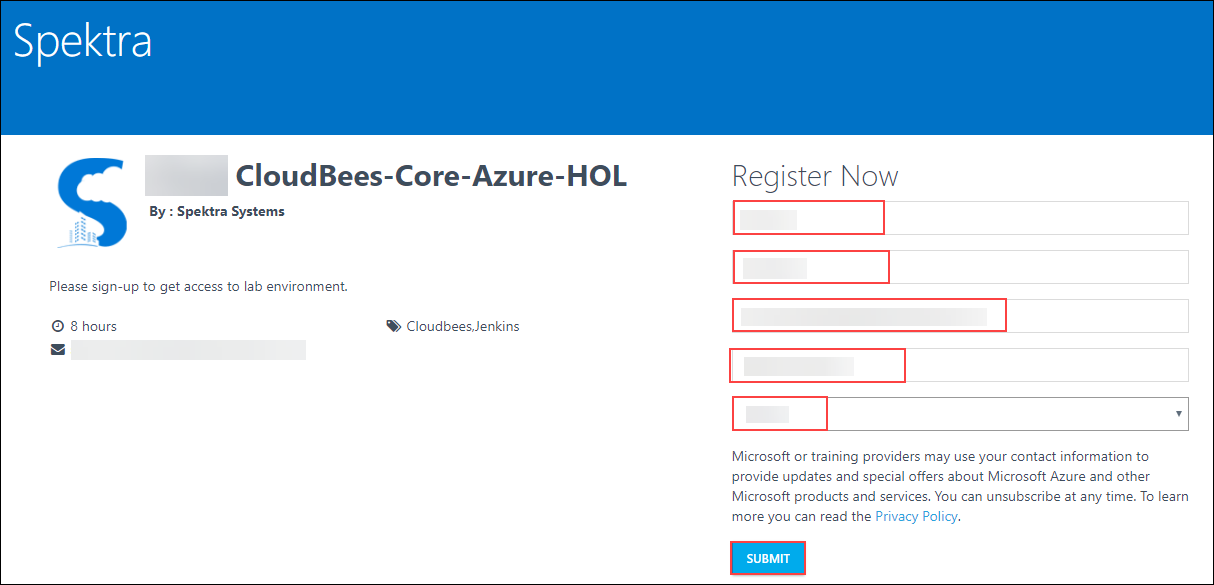 Spektra
CloudBees-Core-Azure-HOL
By : Spektra Systems
Please sign-up to get access to lab environment.
8 hours
Cloudbees,Jenkins
Register Now
Microsoft or training providers may use your contact information to
provide updates and special offers about Microsoft Azure and other
Microsoft products and services. You can unsubscribe at any time. To learn
more you can read the Privacy Policy.
SUBMIT